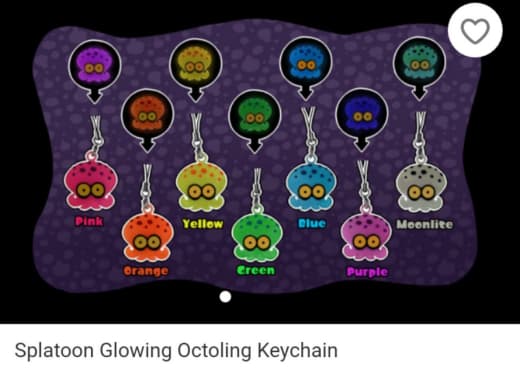 Pink
Yellow
Blue
Moonlite
Orange
Green
Purple
Splatoon Glowing Octoling Keychain